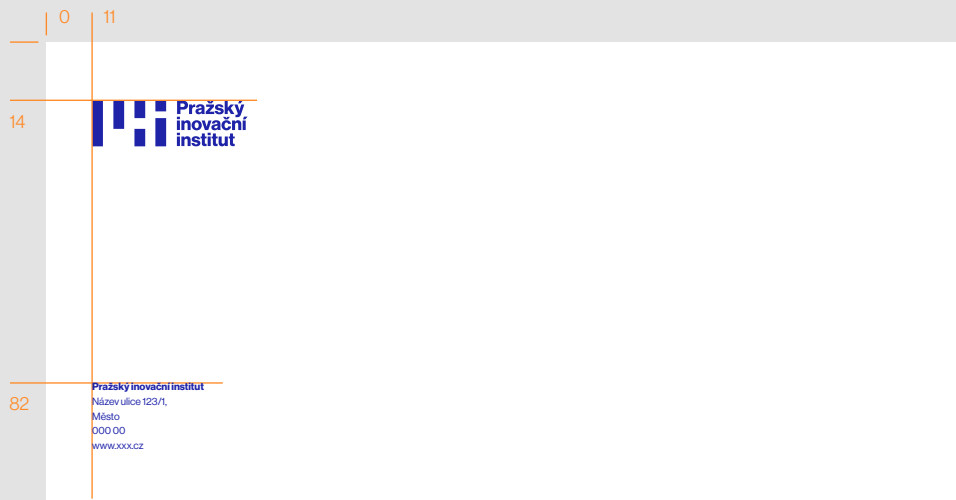 0 11
14
Pražský
inovační
institut
82
Pražský inovační institut
Název ulice 123/1,
Město
000 00
www.xxx.cz